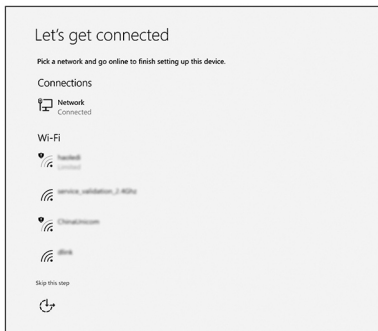 Let's get connected
Pick a network and go online to finish setting up this device.
Connections
Network
Connected
Wi-Fi
Limited
service_validation_2.4Ghz
ChinaUnicom
dlink
Skip this step